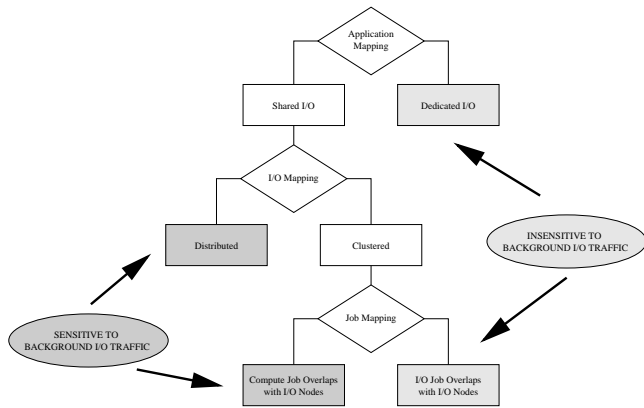 Application
Mapping
Shared I/O
Dedicated I/O
I/O Mapping
Distributed
Clustered
INSENSITIVE TO
BACKGROUND I/O TRAFFIC
Job Mapping
SENSITIVE TO
BACKGROUND I/O TRAFFIC
Compute Job Overlaps
with I/O Nodes
I/O Job Overlaps
with I/O Nodes